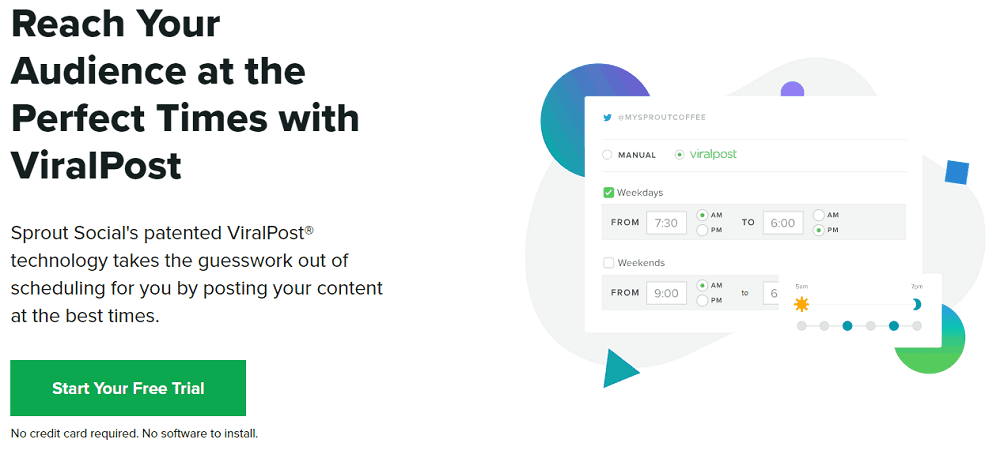 Reach Your
Audience at the
Perfect Times with
ViralPost
Sprout Social's patented ViralPost®
technology takes the guesswork out of
scheduling for you by posting your content
at the best times.
Start Your Free Trial
No credit card required. No software to install.
@MYSPROUTCOFFEE
MANUAL viralpost
Weekdays
FROM 7:30 AM PM TO 6:00 AM PM
Weekends
FROM 9:00 AM PM to 6
5am 7pm